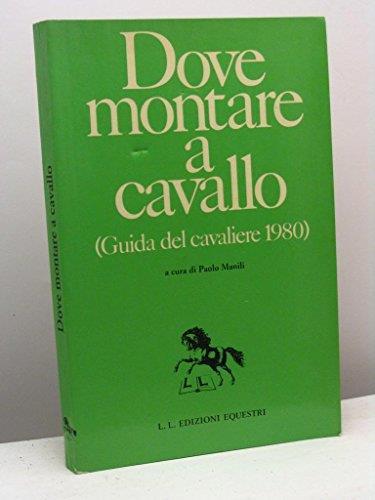 Dove
montare
a
cavallo
(Guida del cavaliere 1980)
a cura di Paolo Manili
L L
L. L. EDIZIONI EQUESTRI
Dove montare a cavallo